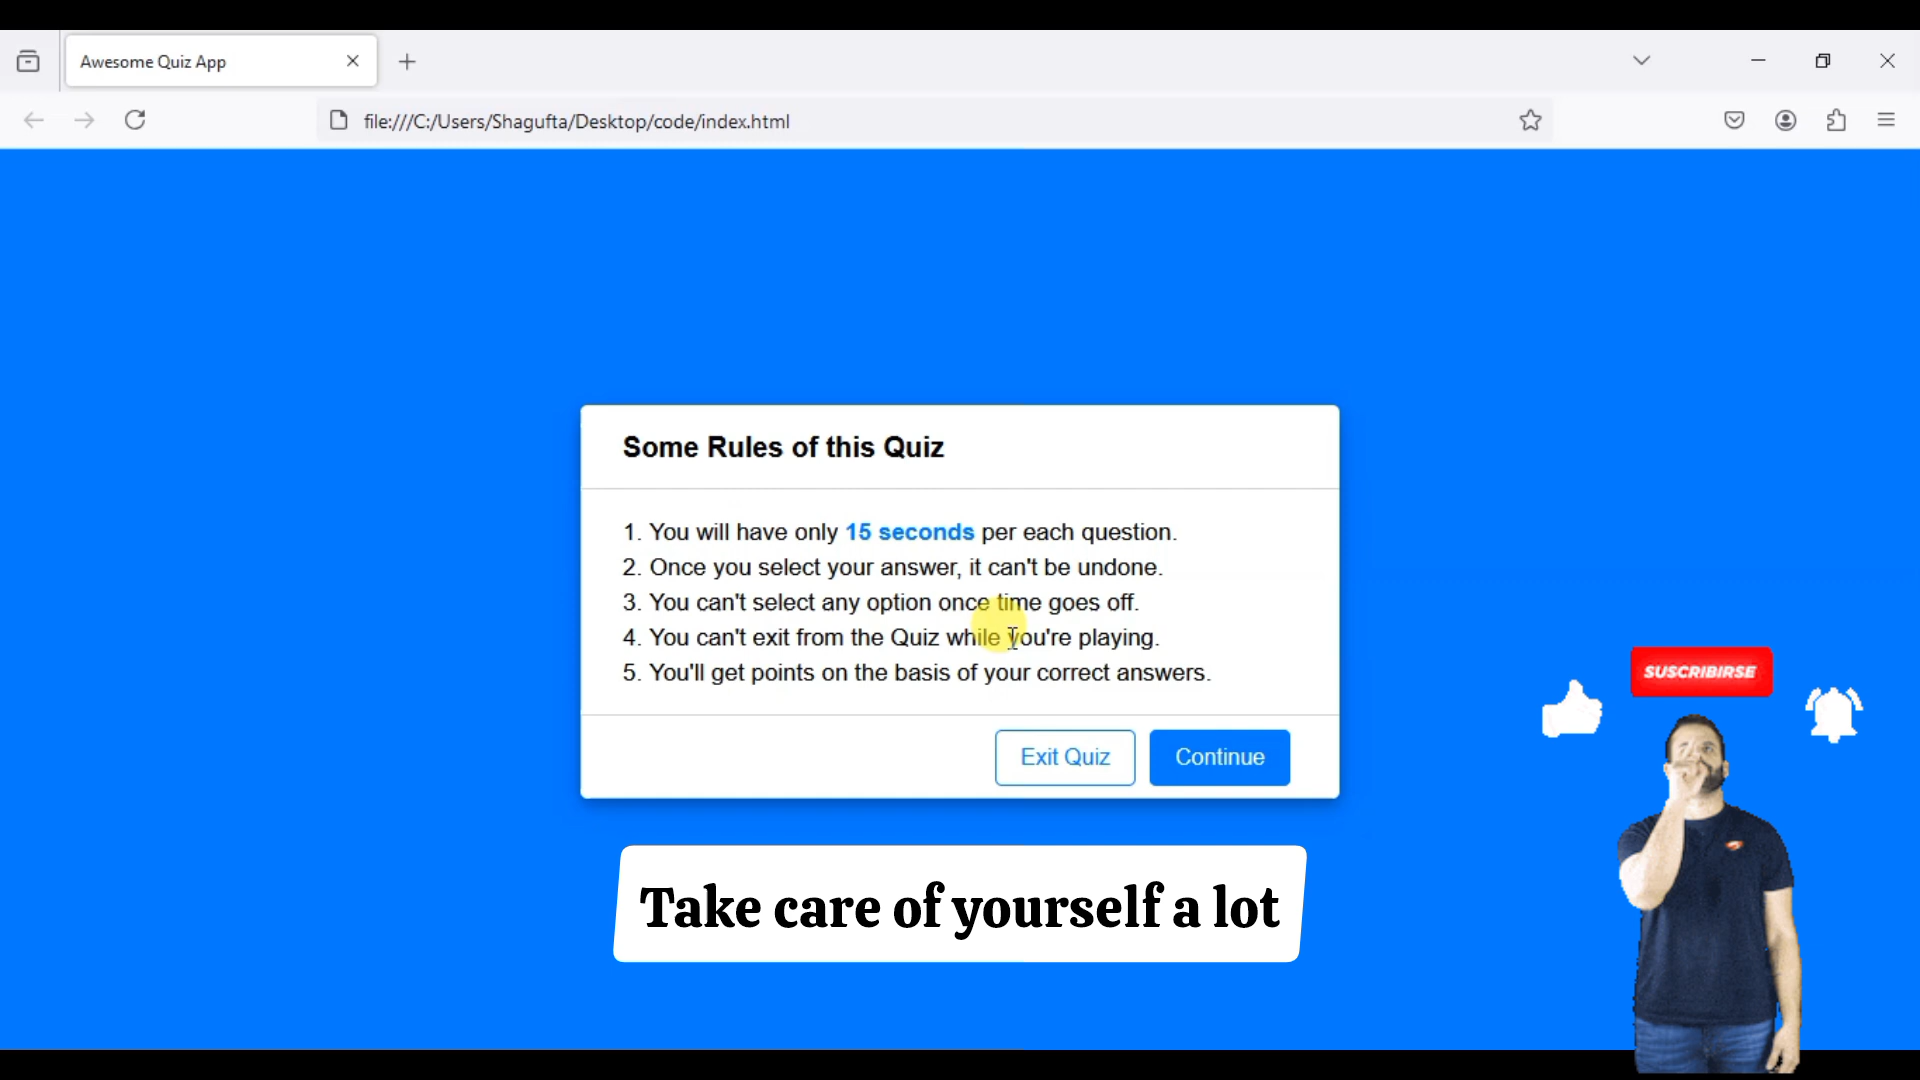 Awesome Quiz App
file:///C:/Users/Shagufta/Desktop/code/index.html
Some Rules of this Quiz
1. You will have only 15 seconds per each question.
2. Once you select your answer, it can't be undone.
3. You can't select any option once time goes off.
4. You can't exit from the Quiz while you're playing.
5. You'll get points on the basis of your correct answers.
Exit Quiz
Continue
SUSCRIBIRSE
Take care of yourself a lot